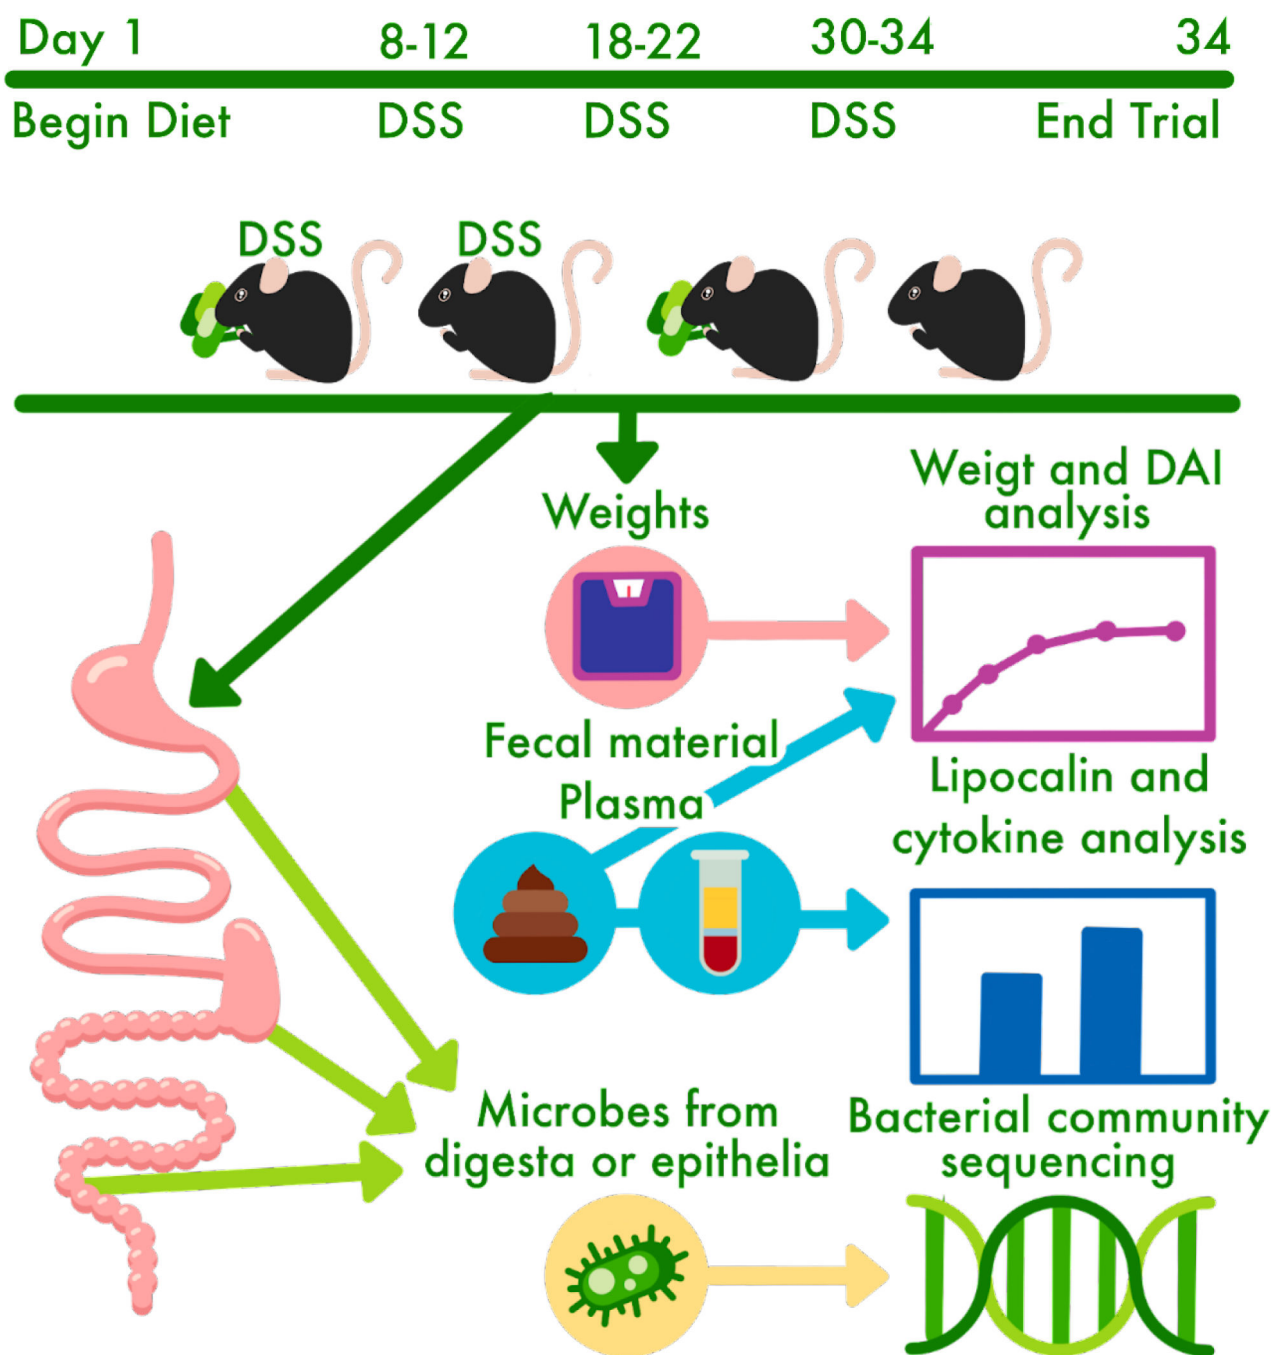 Day 1 8-12 18-22 30-34 34
Begin Diet DSS DSS DSS End Trial
DSS DSS
Weights
Weigt and DAI
analysis
Fecal material
Plasma
Lipocalin and
cytokine analysis
Microbes from
digesta or epithelia
Bacterial community
sequencing